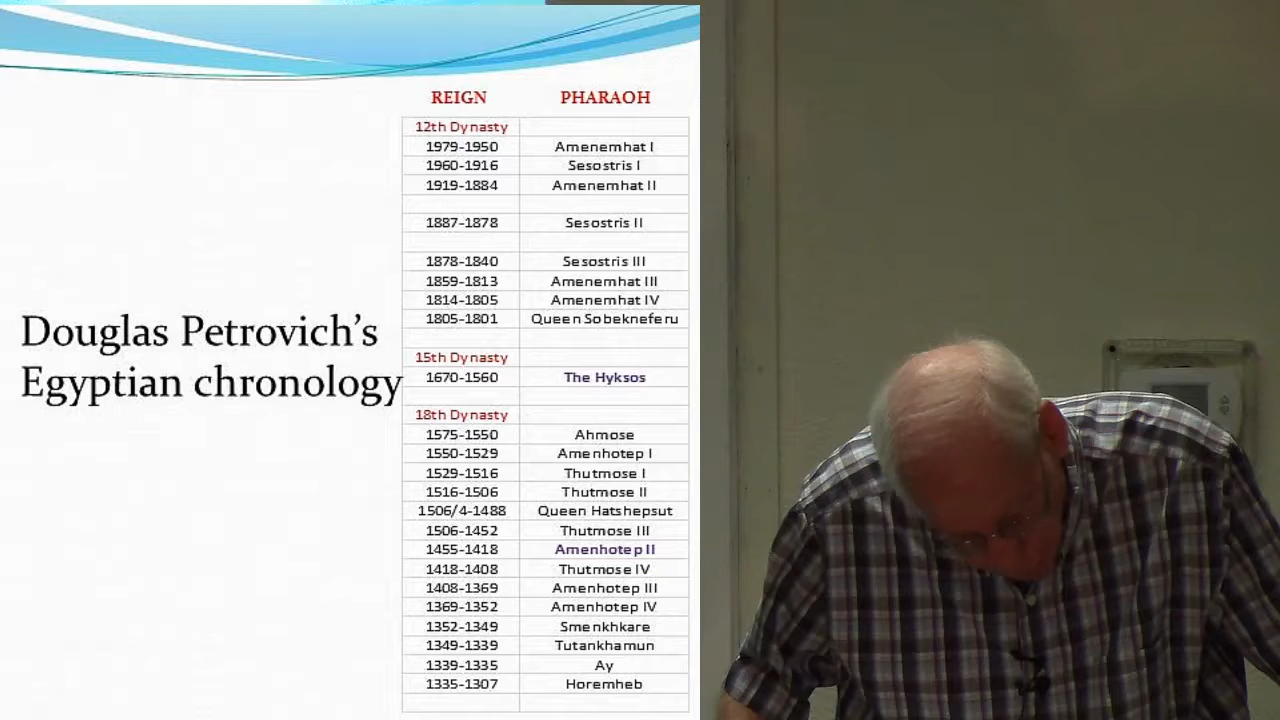 REIGN PHARAOH
12th Dynasty
1979-1950 Amenemhat I
1960-1916 Sesostris I
1919-1884 Amenemhat II
1887-1878 Sesostris II
1878-1840 Sesostris III
1859-1813 Amenemhat III
1814-1805 Amenemhat IV
1805-1801 Queen Sobekneferu
15th Dynasty
1670-1560 The Hyksos
18th Dynasty
1575-1550 Ahmose
1550-1529 Amenhotep I
1529-1516 Thutmose I
1516-1506 Thutmose II
1506/4-1488 Queen Hatshepsut
1506-1452 Thutmose III
1455-1418 Amenhotep II
1418-1408 Thutmose IV
1408-1369 Amenhotep III
1369-1352 Amenhotep IV
1352-1349 Smenkhkare
1349-1339 Tutankhamun
1339-1335 Ay
1335-1307 Horemheb
Douglas Petrovich’s
Egyptian chronology